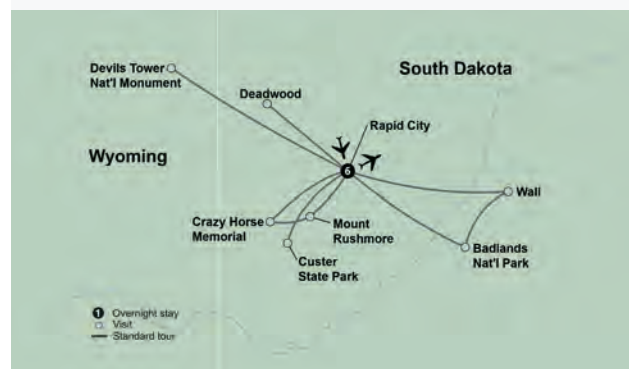 Devils Tower
Nat'l Monument
Deadwood
South Dakota
Rapid City
Wyoming
6
Wall
Crazy Horse
Memorial
Mount
Rushmore
Custer
State Park
Badlands
Nat'l Park
1 Overnight stay
Visit
Standard tour